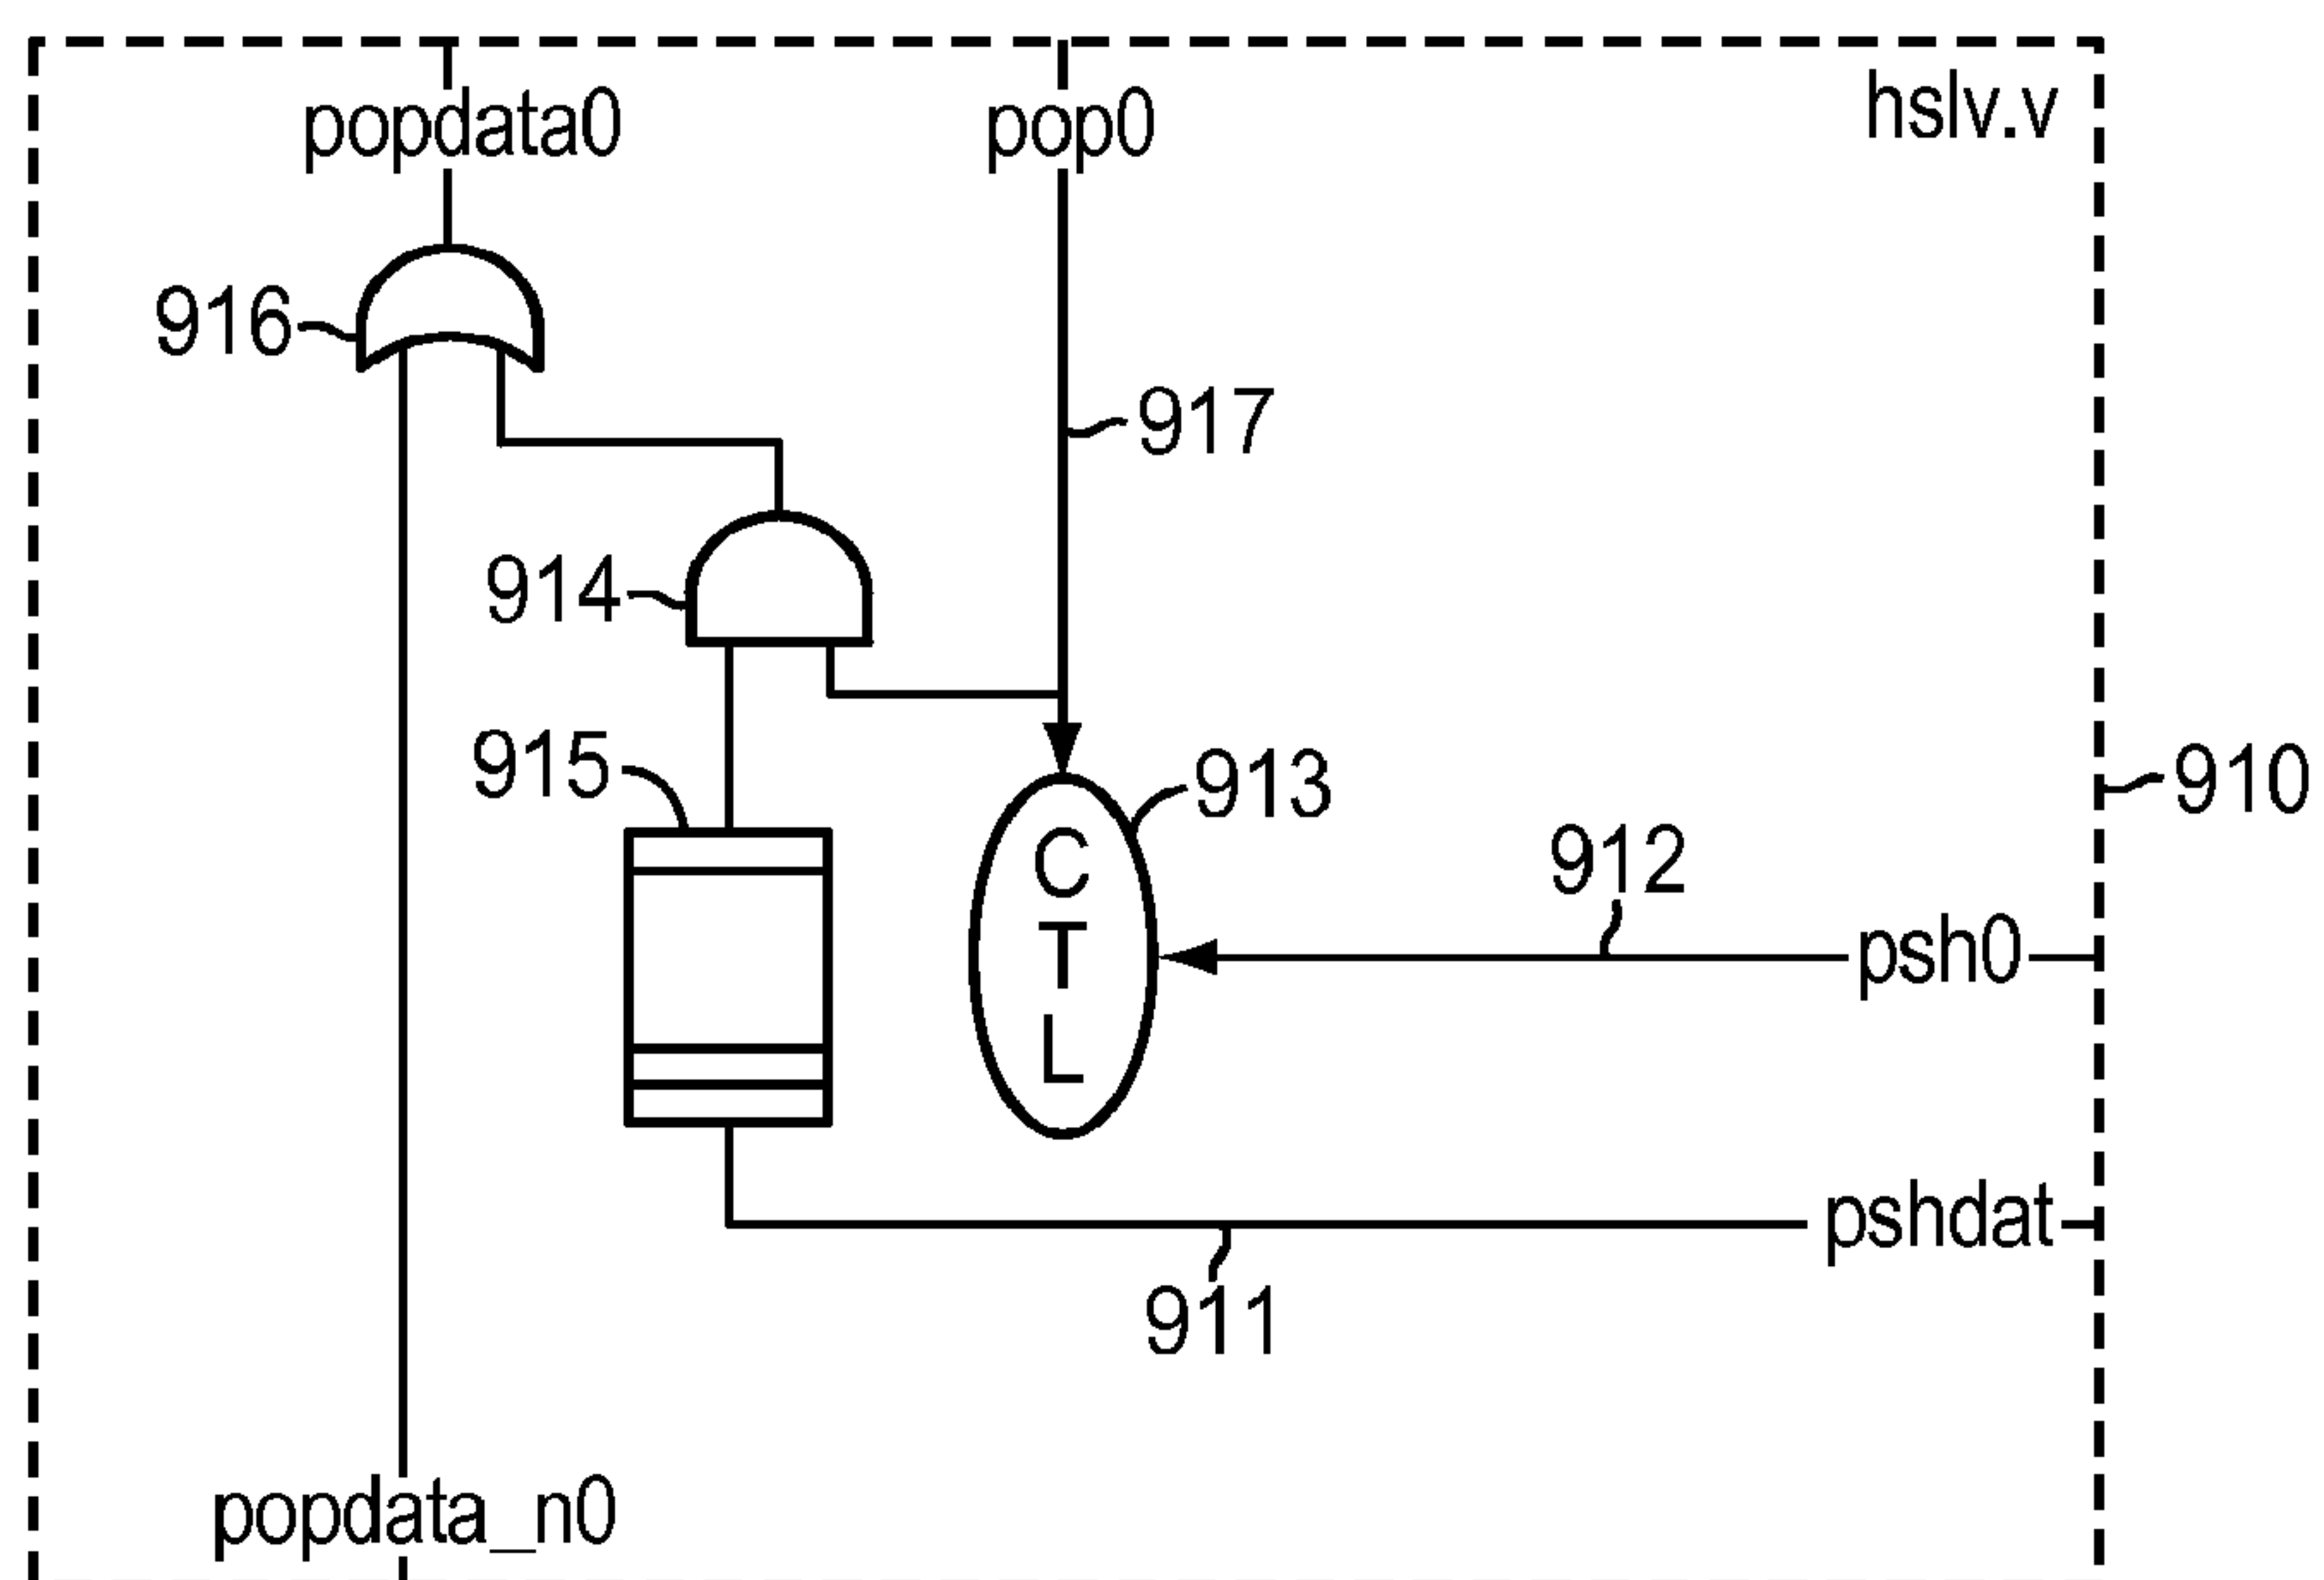 popdata0
pop0
hslv.v
916
917
914
915
913
910
912
C
T
L
psh0
pshdat
911
popdata_n0